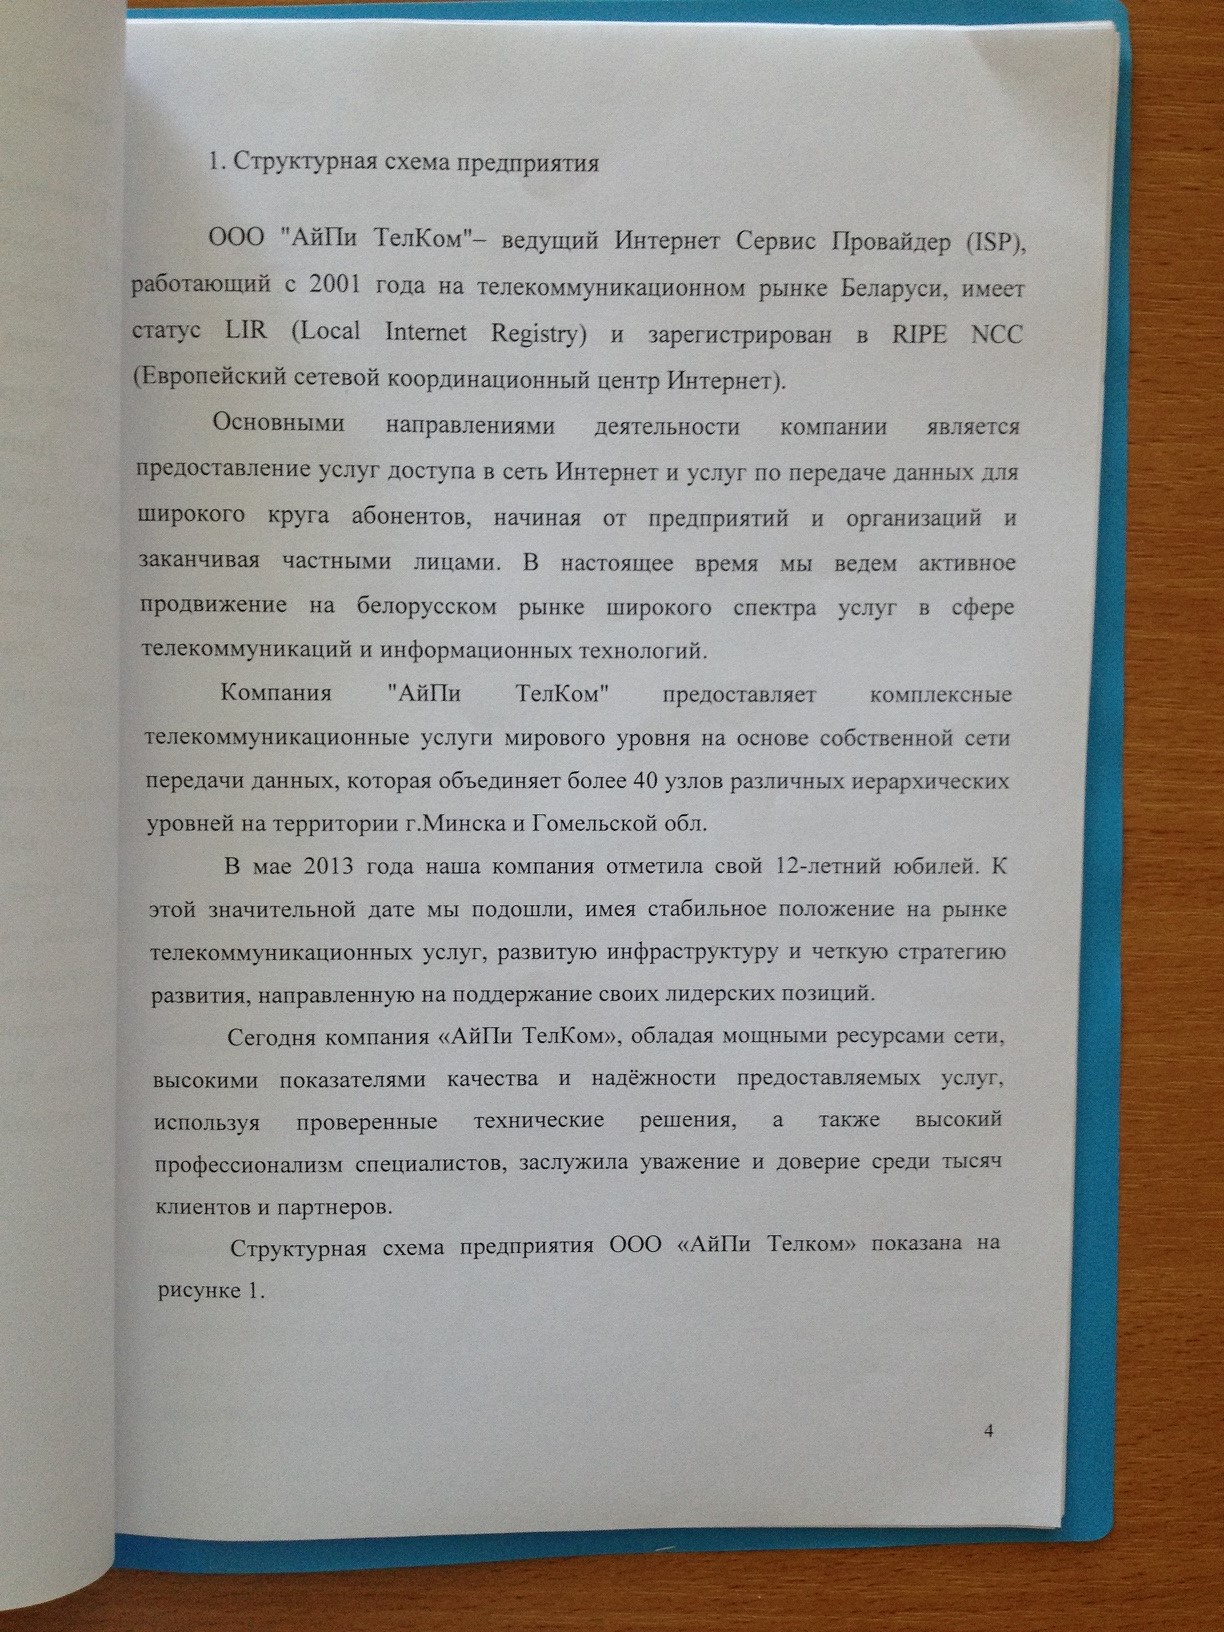 1. Структурная схема предприятия
ООО "АйПи ТелКом"– ведущий Интернет Сервис Провайдер (ISP),
работающий с 2001 года на телекоммуникационном рынке Беларуси, имеет
статус LIR (Local Internet Registry) и зарегистрирован в RIPE NCC
(Европейский сетевой координационный центр Интернет).
Основными направлениями деятельности компании является
предоставление услуг доступа в сеть Интернет и услуг по передаче данных для
широкого круга абонентов, начиная от предприятий и организаций и
заканчивая частными лицами. В настоящее время мы ведем активное
продвижение на белорусском рынке широкого спектра услуг в сфере
телекоммуникаций и информационных технологий.
Компания "АйПи ТелКом" предоставляет комплексные
телекоммуникационные услуги мирового уровня на основе собственной сети
передачи данных, которая объединяет более 40 узлов различных иерархических
уровней на территории г.Минска и Гомельской обл.
В мае 2013 года наша компания отметила свой 12-летний юбилей. К
этой значительной дате мы подошли, имея стабильное положение на рынке
телекоммуникационных услуг, развитую инфраструктуру и четкую стратегию
развития, направленную на поддержание своих лидерских позиций.
Сегодня компания «АйПи ТелКом», обладая мощными ресурсами сети,
высокими показателями качества и надёжности предоставляемых услуг,
используя проверенные технические решения, а также высокий
профессионализм специалистов, заслужила уважение и доверие среди тысяч
клиентов и партнеров.
Структурная схема предприятия ООО «АйПи Телком» показана на
рисунке 1.
4